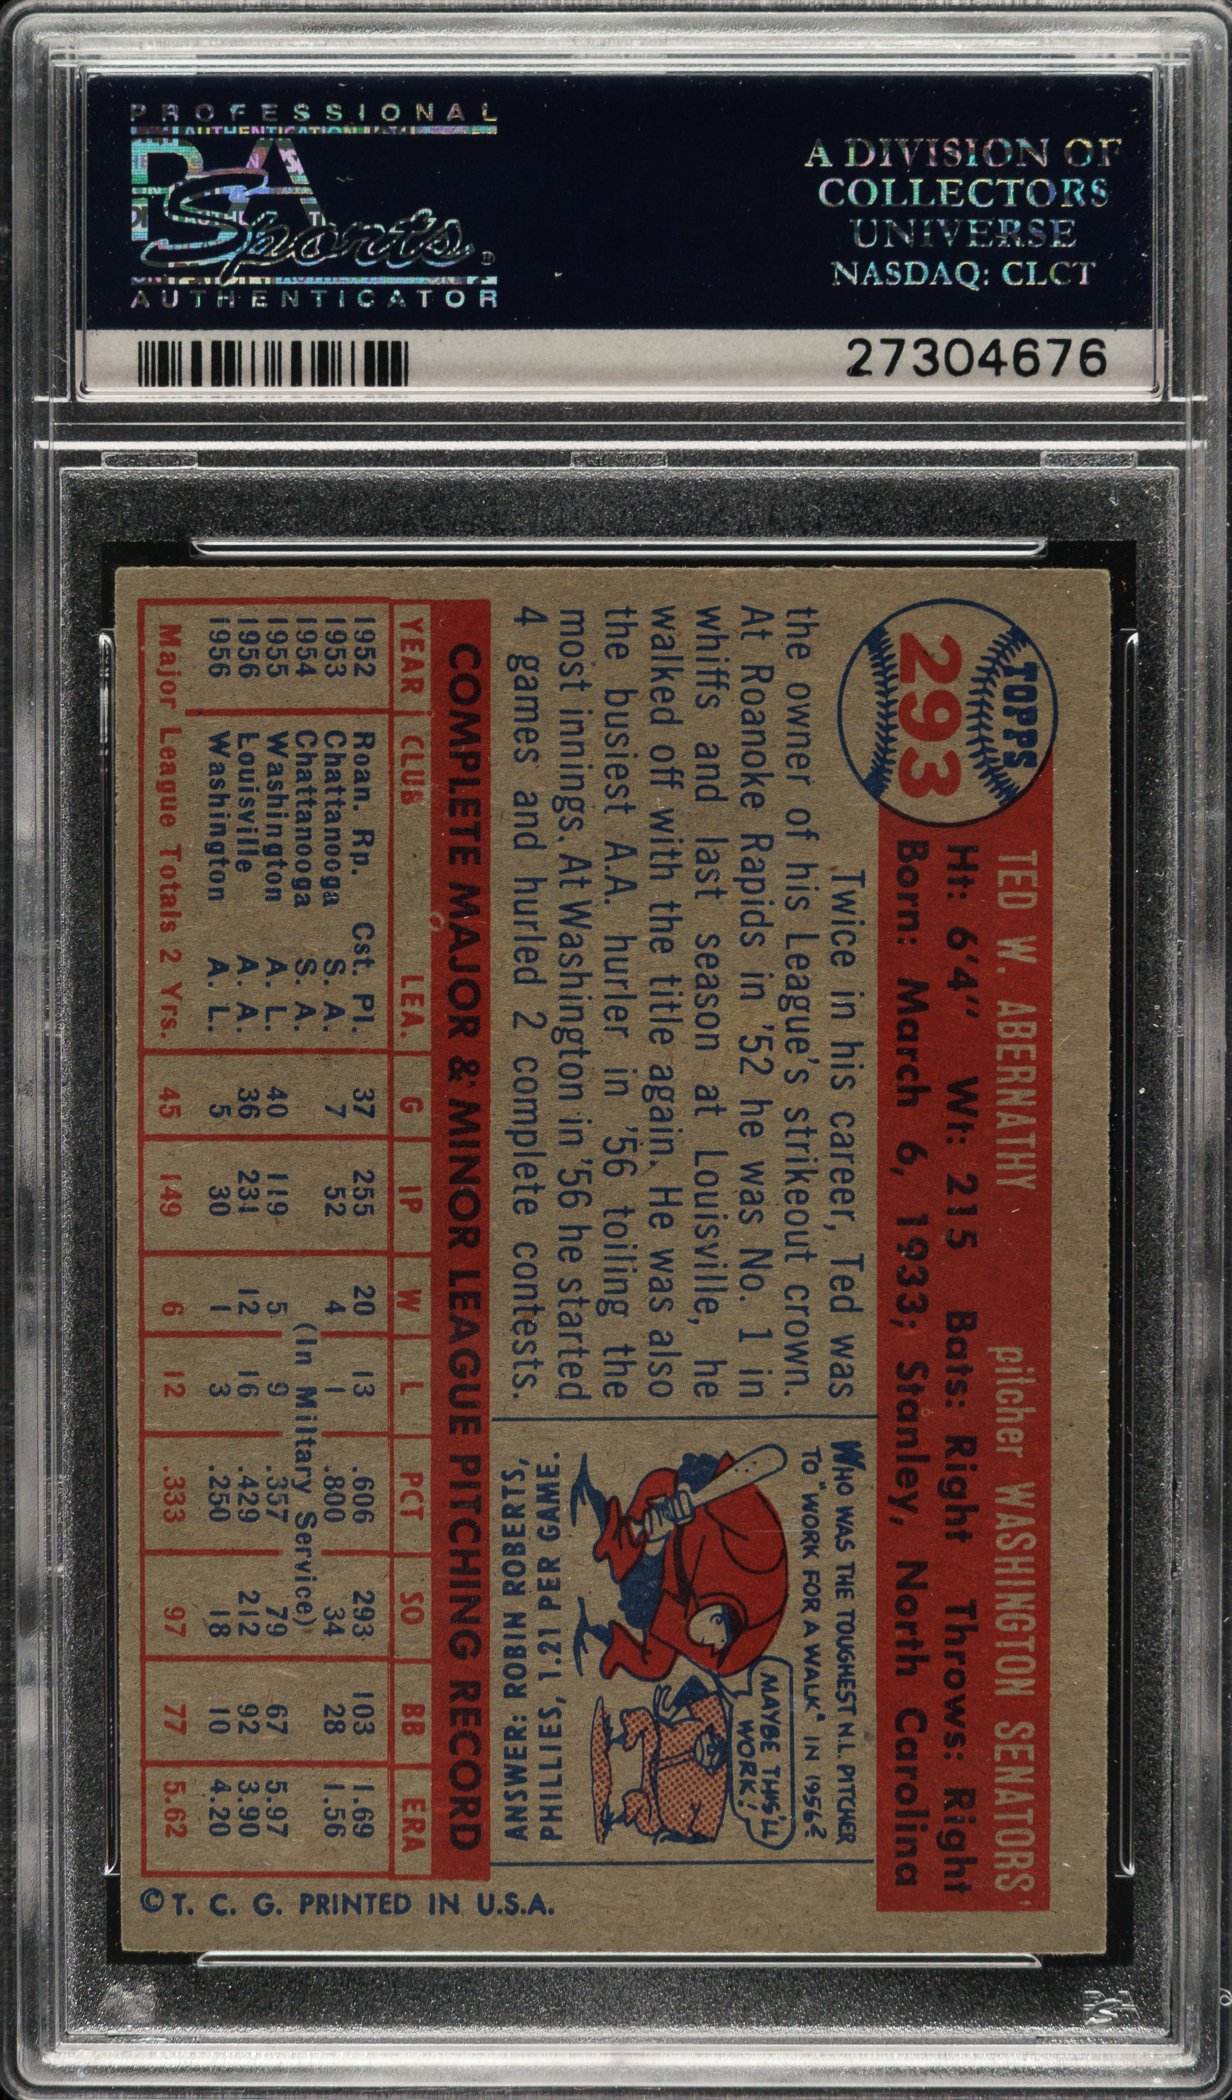 PROFESSIONAL
PSA
Sports
AUTHENTICATOR
A DIVISION OF
COLLECTORS
UNIVERSE
NASDAQ: CLCT
27304676
TOPPS
293
TED W. ABERNATHY pitcher WASHINGTON SENATORS'
Ht: 6'4" Wt: 215 Bats: Right Throws: Right
Born: March 6, 1933; Stanley, North Carolina
Twice in his career, Ted was
the owner of his League's strikeout crown.
At Roanoke Rapids in '52 he was No. 1 in
whiffs and last season at Louisville, he
walked off with the title again. He was also
the busiest A.A. hurler in '56 toiling the
most innings. At Washington in '56 he started
4 games and hurled 2 complete contests.
WHO WAS THE TOUGHEST N.L. PITCHER
TO "WORK FOR A WALK" IN 1956?
MAYBE THIS'LL
WORK!
ANSWER: ROBIN ROBERTS,
PHILLIES, 1.21 PER GAME.
COMPLETE MAJOR & MINOR LEAGUE PITCHING RECORD
YEAR CLUB LEA. G IP W L PCT SO BB ERA
1952 Roan. Rp. Cst. Pl. 37 255 20 13 .606 293 103 1.69
1953 Chattanooga S. A. 7 52 4 1 .800 34 28 1.56
1954 Chattanooga S. A. (In Military Service)
1955 Washington A. L. 40 119 5 9 .357 79 67 5.97
1956 Louisville A. A. 36 231 12 16 .429 212 92 3.90
1956 Washington A. L. 5 30 1 3 .250 18 10 4.20
Major League Totals 2 Yrs. 45 149 6 12 .333 97 77 5.62
© T. C. G. PRINTED IN U.S.A.